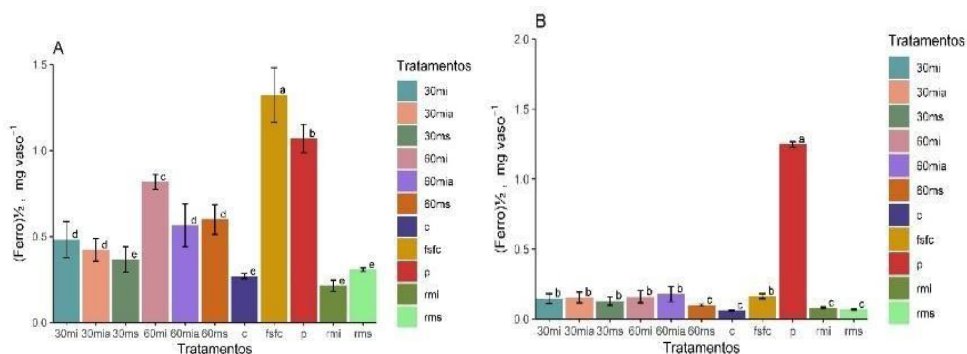 A
(Ferro)½ , mg vaso⁻¹
1.5
1.0
0.5
0.0
d
d
e
c
d
d
e
a
b
e
e
30mi 30mia 30ms 60mi 60mia 60ms c fsfc p rmi rms
Tratamentos
Tratamentos
30mi
30mia
30ms
60mi
60mia
60ms
c
fsfc
p
rmi
rms
B
(Ferro)½ , mg vaso⁻¹
2.0
1.5
1.0
0.5
0.0
b
b
b
b
b
c
c
b
a
c
c
30mi 30mia 30ms 60mi 60mia 60ms c fsfc p rmi rms
Tratamentos
Tratamentos
30mi
30mia
30ms
60mi
60mia
60ms
c
fsfc
p
rmi
rms